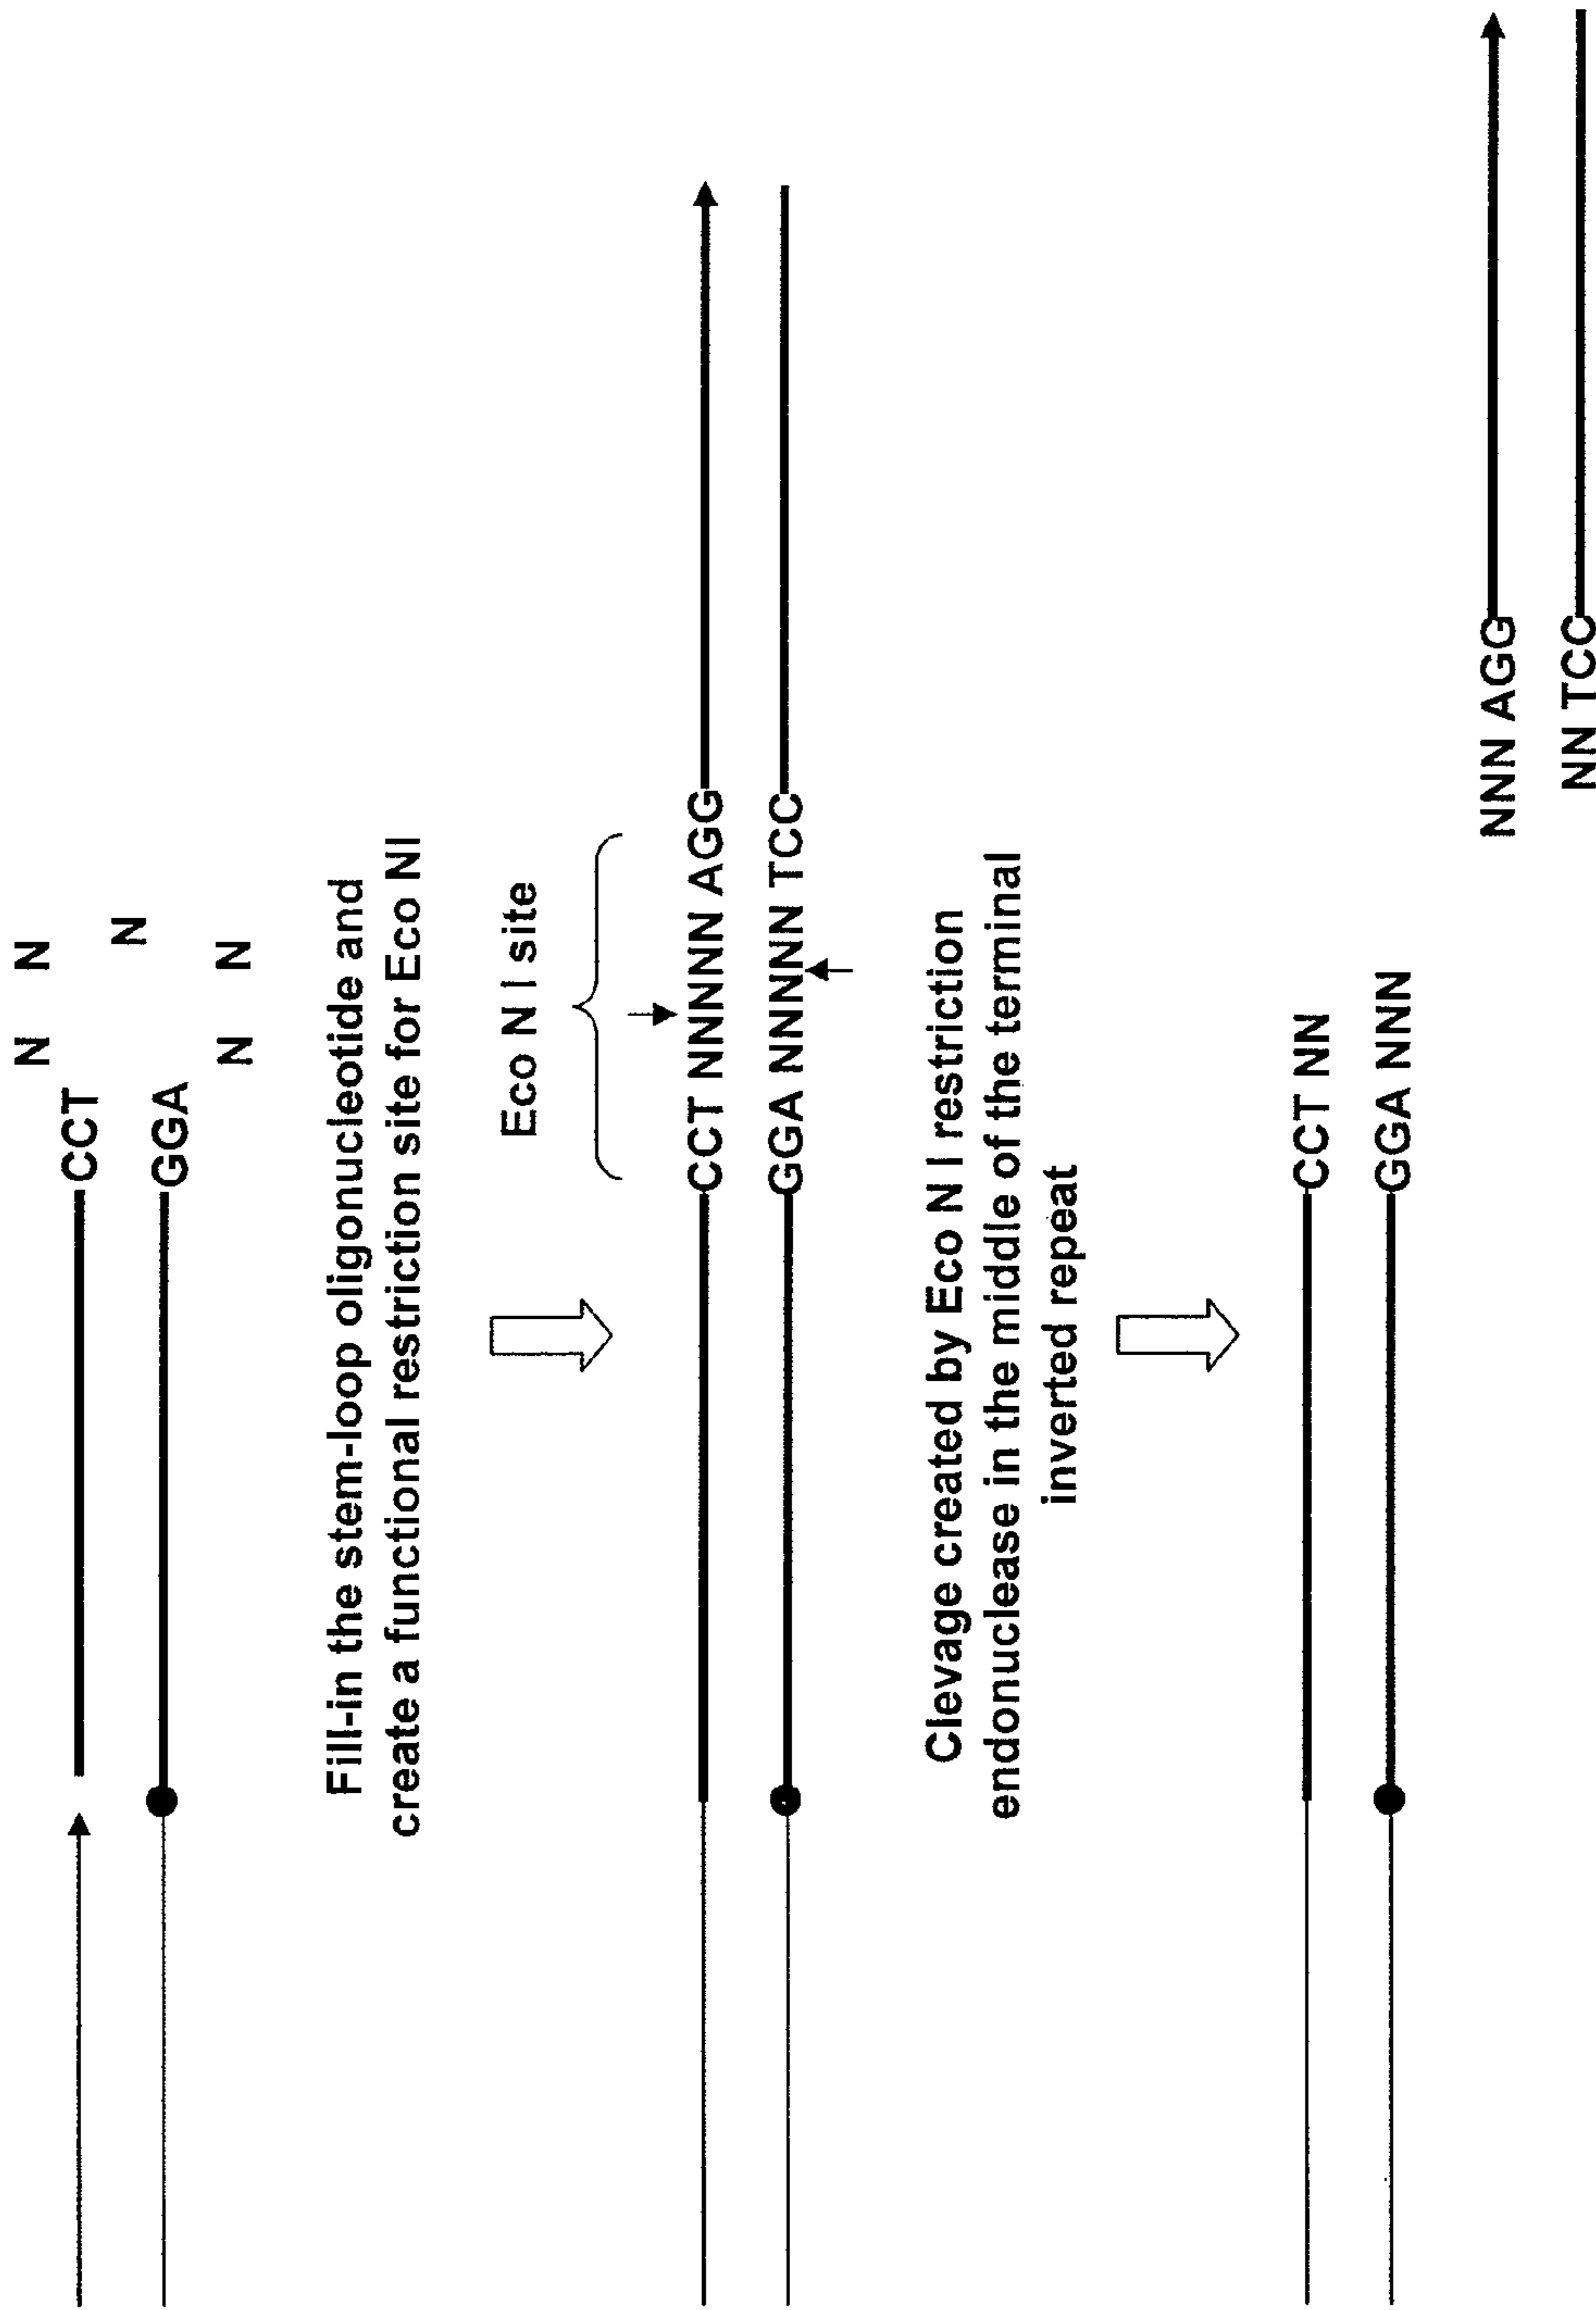 N N
CCT
N
GGA
N N
Fill-in the stem-loop oligonucleotide and
create a functional restriction site for Eco NI
Eco N I site
CCT NNNNN AGG
GGA NNNNN TCC
Clevage created by Eco N I restriction
endonuclease in the middle of the terminal
inverted repeat
CCT NN
GGA NNN
NNN AGG
NN TCC